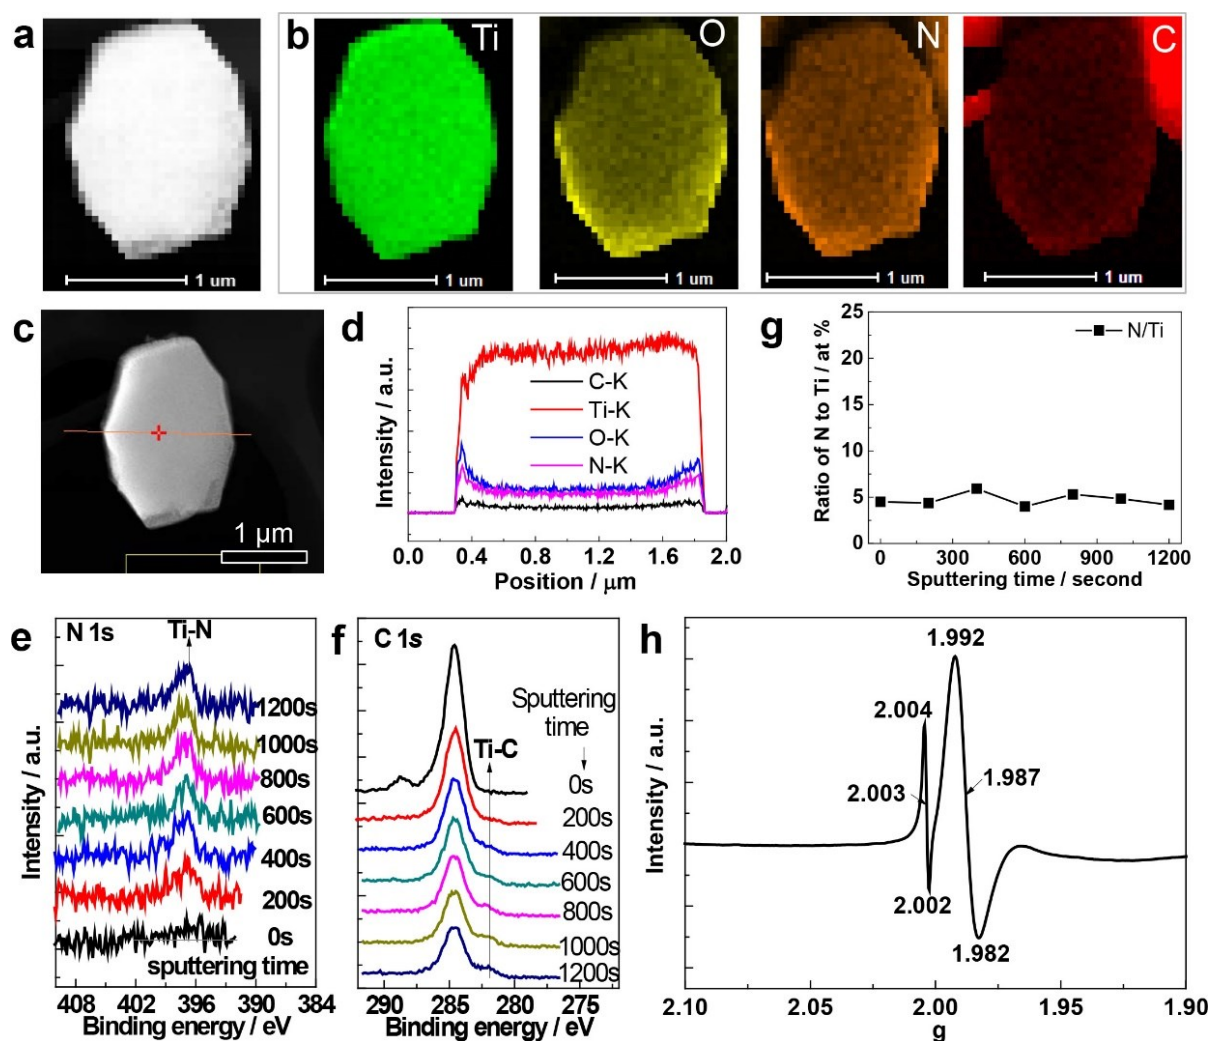 a
b
Ti
O
N
C
1 um
1 um
1 um
1 um
1 um
c
1 μm
d
Intensity / a.u.
C-K
Ti-K
O-K
N-K
0.0 0.4 0.8 1.2 1.6 2.0
Position / μm
g
Ratio of N to Ti / at %
25
20
15
10
5
0
N/Ti
0 300 600 900 1200
Sputtering time / second
e
N 1s
Ti-N
Intensity / a.u.
1200s
1000s
800s
600s
400s
200s
0s
sputtering time
408 402 396 390 384
Binding energy / eV
f
C 1s
Sputtering
time
Ti-C
0s
200s
400s
600s
800s
1000s
1200s
290 285 280 275
Binding energy / eV
h
Intensity / a.u.
1.992
2.004
1.987
2.003
2.002
1.982
2.10 2.05 2.00 1.95 1.90
g